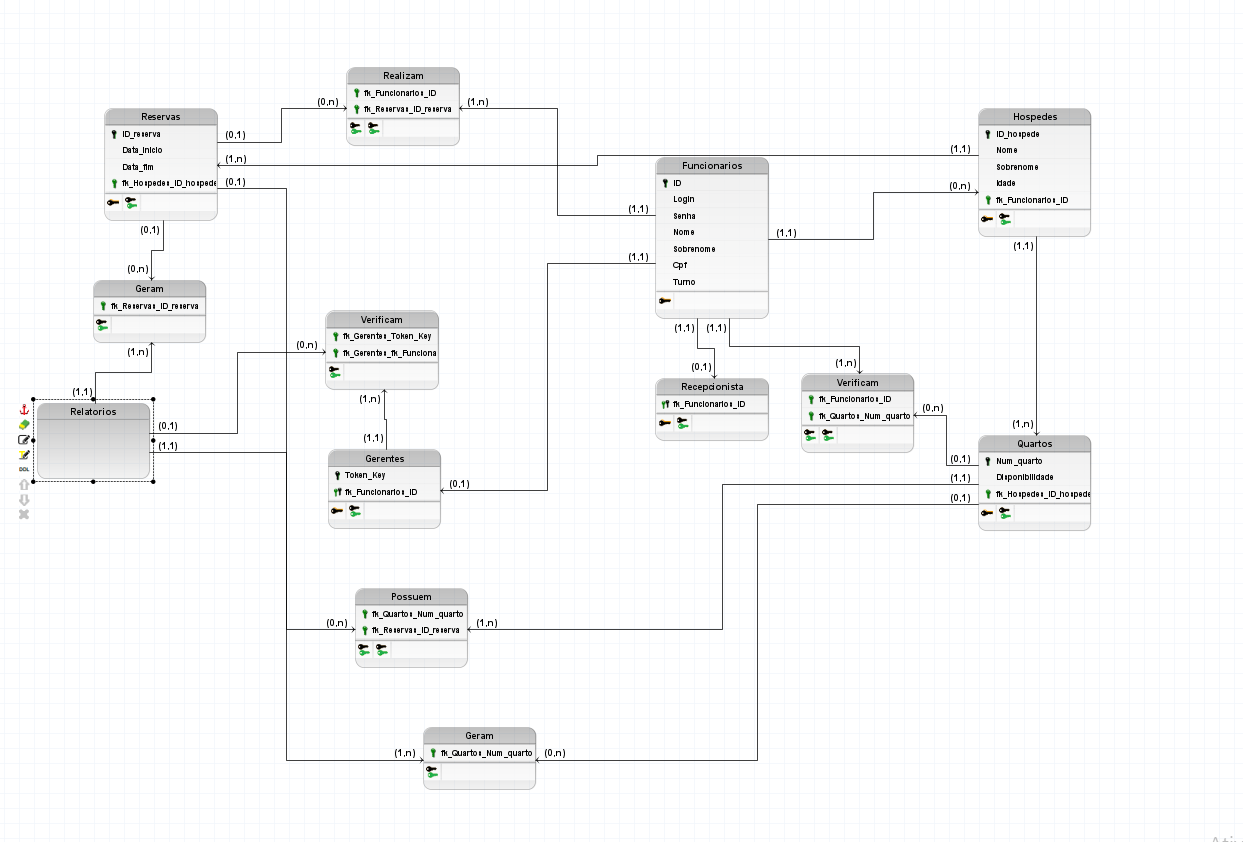 Realizam
fk_Funcionarios_ID
fk_Reservas_ID_reserva
(0,n)
(1,n)
Reservas
ID_reserva
Data_inicio
Data_fim
fk_Hospedes_ID_hospede
(0,1)
(1,n)
(0,1)
(0,1)
Hospedes
ID_hospede
Nome
Sobrenome
Idade
fk_Funcionarios_ID
(1,1)
(0,n)
(1,1)
Funcionarios
ID
Login
Senha
Nome
Sobrenome
Cpf
Turno
(1,1)
(1,1)
(1,1)
(1,1)
(1,1)
(0,n)
Geram
fk_Reservas_ID_reserva
(1,n)
Verificam
fk_Gerentes_Token_Key
fk_Gerentes_fk_Funciona
(0,n)
(1,n)
(0,1)
Recepcionista
fk_Funcionarios_ID
(1,n)
Verificam
fk_Funcionarios_ID
fk_Quartos_Num_quarto
(0,n)
(1,1)
Relatorios
(0,1)
(1,1)
DDL
(1,1)
Gerentes
Token_Key
fk_Funcionarios_ID
(0,1)
(1,n)
Quartos
Num_quarto
Disponibilidade
fk_Hospedes_ID_hospede
(0,1)
(1,1)
(0,1)
Possuem
fk_Quartos_Num_quarto
fk_Reservas_ID_reserva
(0,n)
(1,n)
Geram
fk_Quartos_Num_quarto
(1,n)
(0,n)